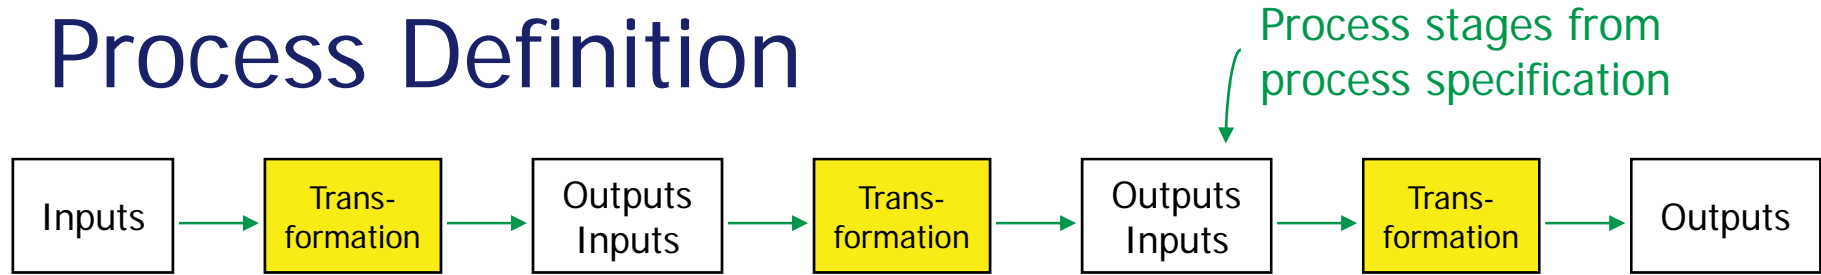 Process Definition
Process stages from
process specification
Inputs
Trans-
formation
Outputs
Inputs
Trans-
formation
Outputs
Inputs
Trans-
formation
Outputs